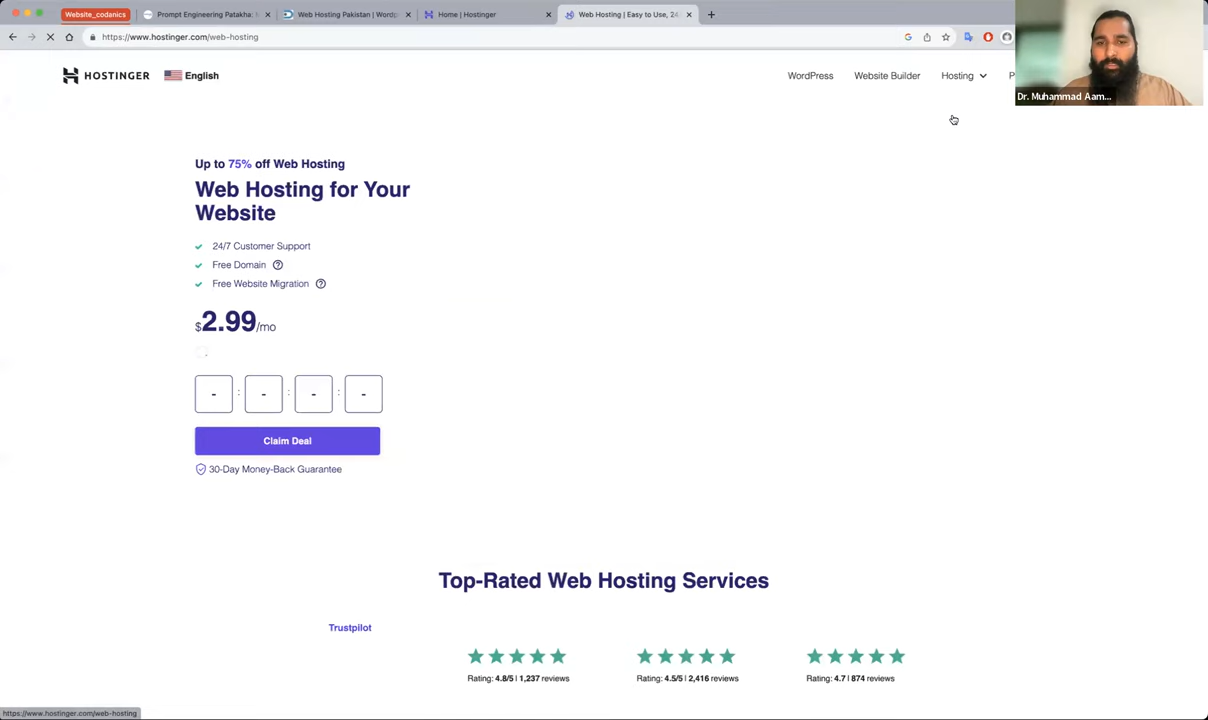 Website_codanics
Prompt Engineering Patakha:
Web Hosting Pakistan | Wordp
Home | Hostinger
Web Hosting | Easy to Use, 24
https://www.hostinger.com/web-hosting
HOSTINGER
English
WordPress
Website Builder
Hosting
P
Dr. Muhammad Aam...
Up to 75% off Web Hosting
Web Hosting for Your
Website
24/7 Customer Support
Free Domain
Free Website Migration
$2.99/mo
- : - : - : -
Claim Deal
30-Day Money-Back Guarantee
Top-Rated Web Hosting Services
Trustpilot
Rating: 4.8/5 | 1,237 reviews
Rating: 4.5/5 | 2,416 reviews
Rating: 4.7 | 874 reviews
https://www.hostinger.com/web-hosting